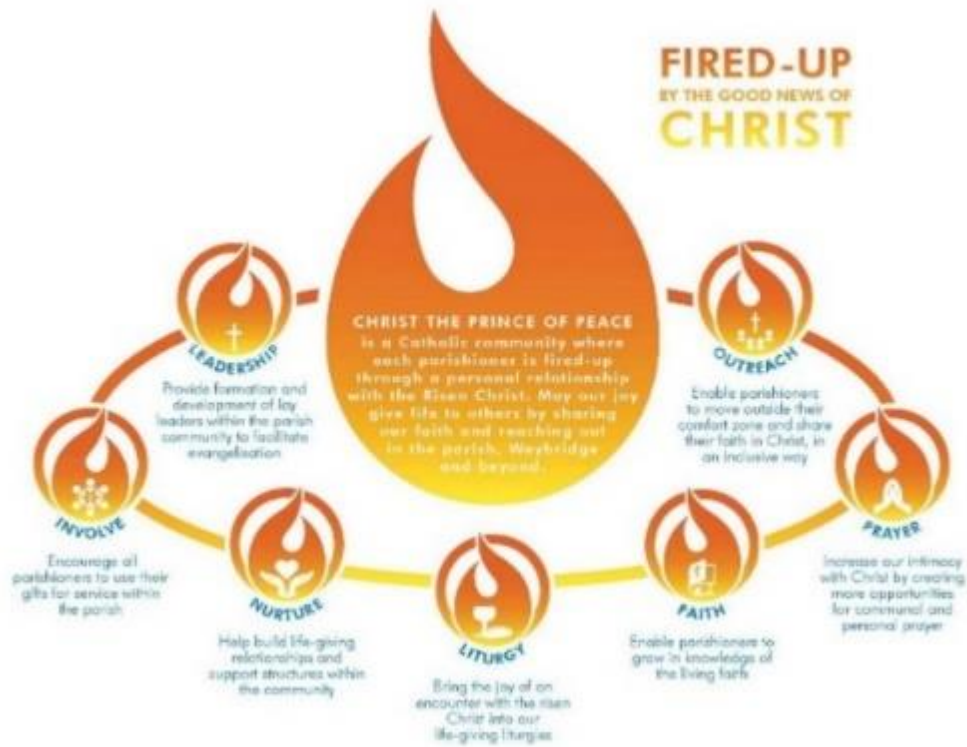 FIRED-UP
BY THE GOOD NEWS OF
CHRIST
CHRIST THE PRINCE OF PEACE
is a Catholic community where
each parishioner is fired-up
through a personal relationship
with the Risen Christ. May our joy
give life to others by sharing
our faith and reaching out
in the parish, Weybridge
and beyond.
LEADERSHIP
Provide formation and
development of lay
leaders within the parish
community to facilitate
evangelisation
INVOLVE
Encourage all
parishioners to use their
gifts for service within
the parish
NURTURE
Help build life-giving
relationships and
support structures within
the community
LITURGY
Bring the joy of an
encounter with the risen
Christ into our
life-giving liturgies
FAITH
Enable parishioners to
grow in knowledge of
the living faith
PRAYER
Increase our intimacy
with Christ by creating
more opportunities
for communal and
personal prayer
OUTREACH
Enable parishioners
to move outside their
comfort zone and share
their faith in Christ, in
an inclusive way